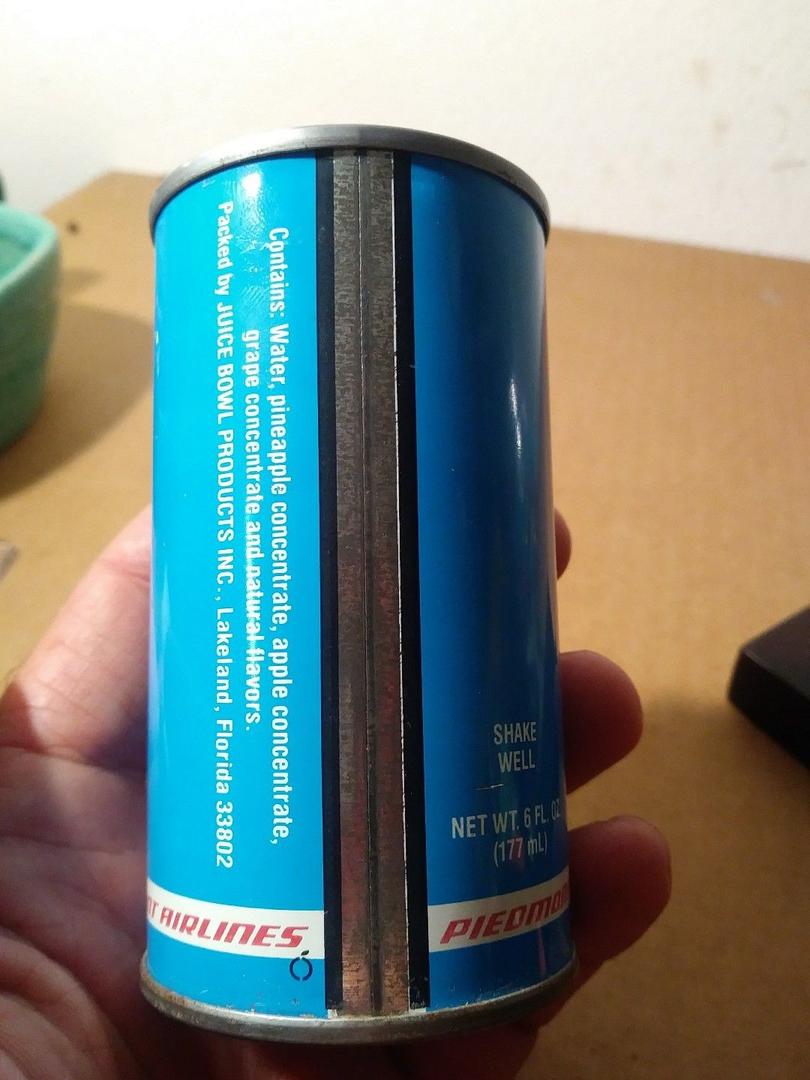 Contains: Water, pineapple concentrate, apple concentrate,
grape concentrate and natural flavors.
Packed by JUICE BOWL PRODUCTS INC., Lakeland, Florida 33802
SHAKE
WELL
NET WT. 6 FL. OZ
(177 mL)
AIRLINES
PIEDMO